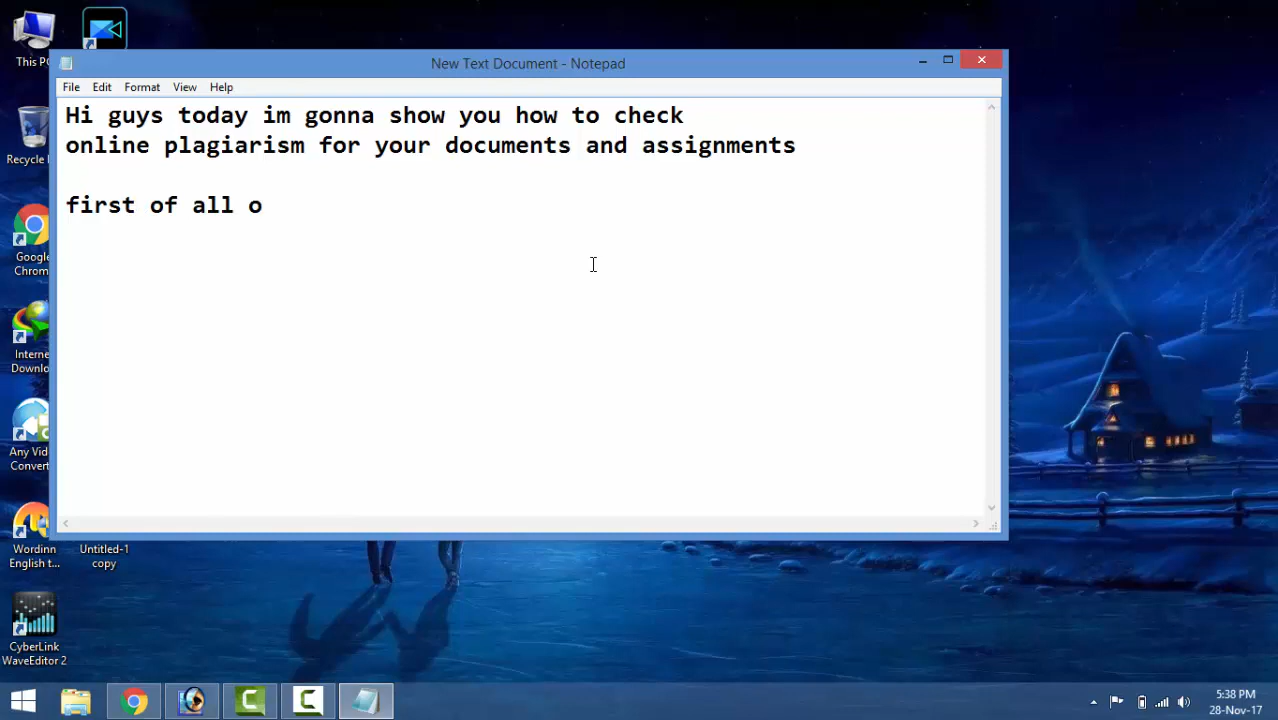 This PC
New Text Document - Notepad
File Edit Format View Help
Hi guys today im gonna show you how to check
online plagiarism for your documents and assignments
first of all o
Recycle
Google
Chrom
Internet
Downlo
Any Vid
Convert
Wordinn
English t...
Untitled-1
copy
CyberLink
WaveEditor 2
5:38 PM
28-Nov-17